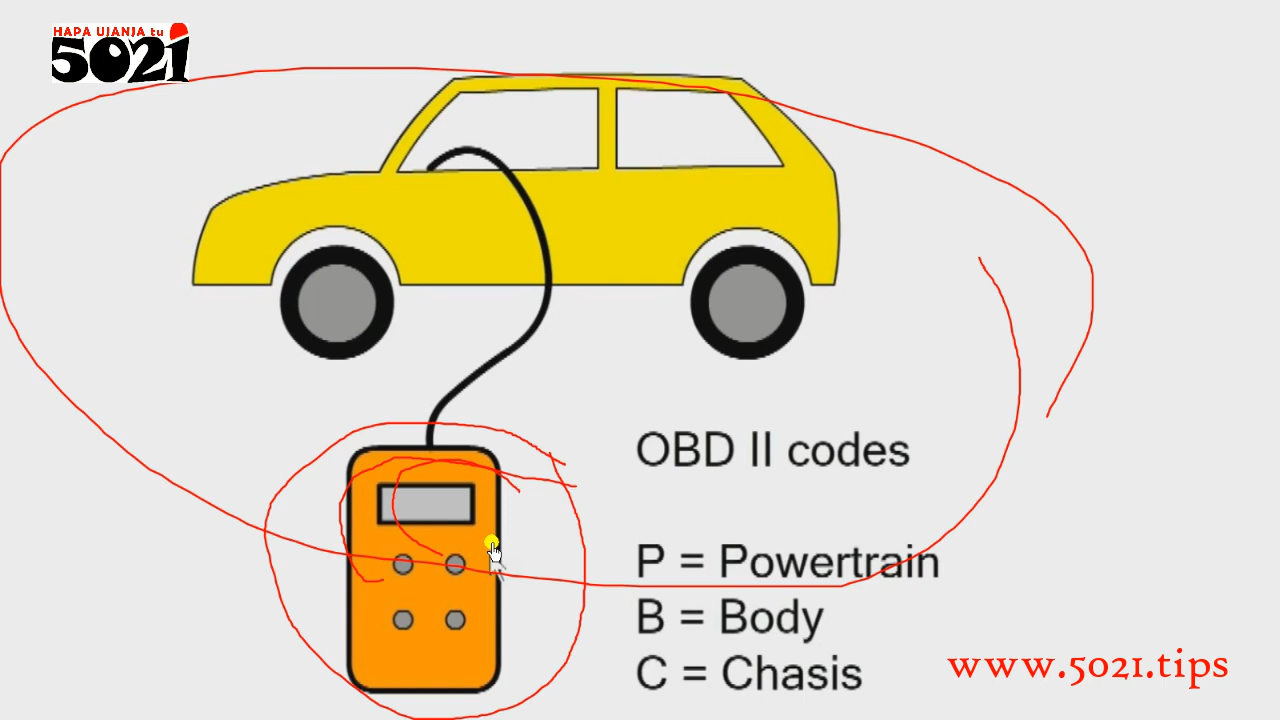 HAPA UJANJA tu
5021
OBD II codes
P = Powertrain
B = Body
C = Chasis
www.5021.tips